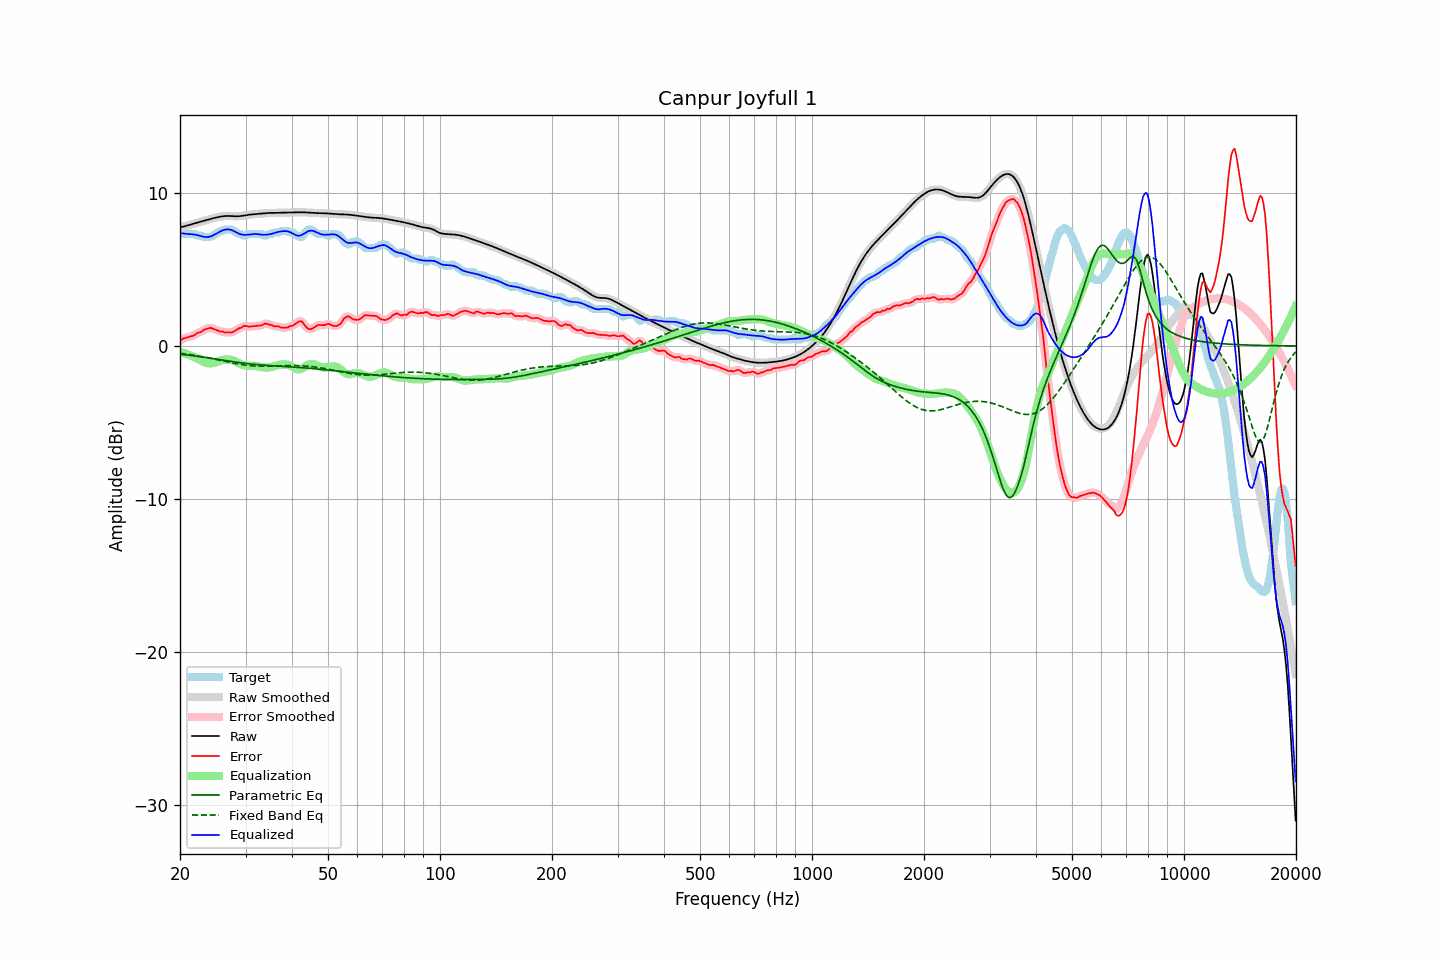 Canpur Joyfull 1
Amplitude (dBr)
10
0
−10
−20
−30
Target
Raw Smoothed
Error Smoothed
Raw
Error
Equalization
Parametric Eq
Fixed Band Eq
Equalized
20 50 100 200 500 1000 2000 5000 10000 20000
Frequency (Hz)